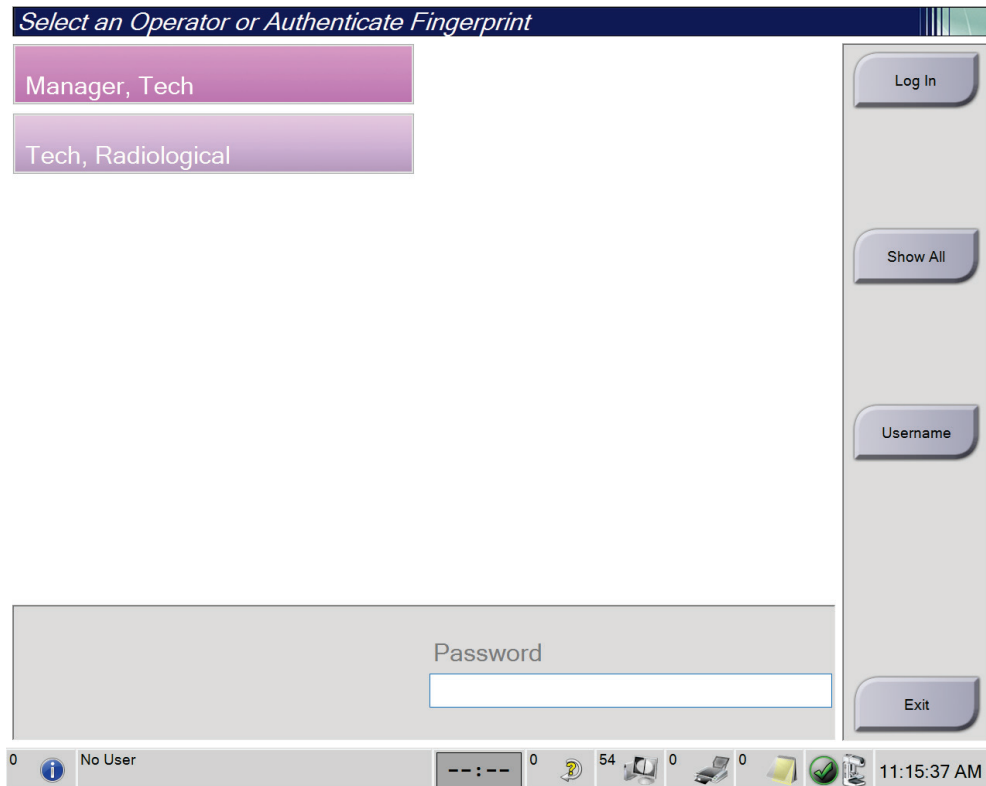 Select an Operator or Authenticate Fingerprint
Manager, Tech
Tech, Radiological
Log In
Show All
Username
Password
Exit
0 No User --:-- 0 54 0 0 11:15:37 AM